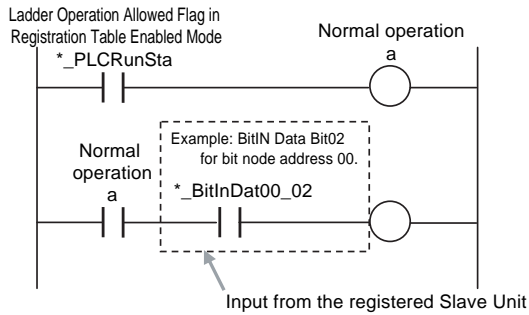 Ladder Operation Allowed Flag in
Registration Table Enabled Mode
*_PLCRunSta
Normal operation
a
Normal
operation
a
Example: BitIN Data Bit02
for bit node address 00.
*_BitInDat00_02
Input from the registered Slave Unit